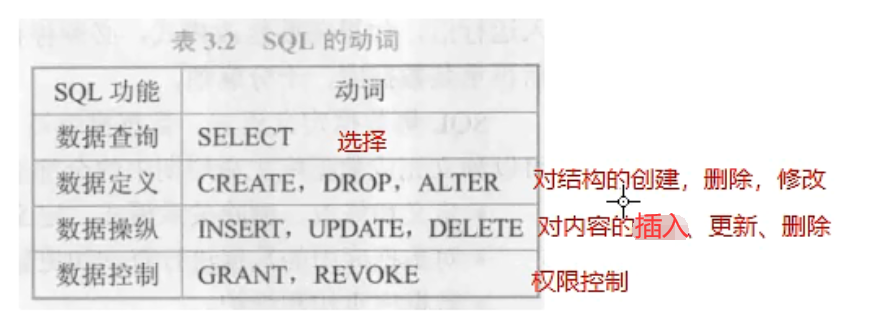 表 3.2 SQL 的动词
SQL 功能 动词
数据查询 SELECT 选择
数据定义 CREATE，DROP，ALTER 对结构的创建，删除，修改
数据操纵 INSERT，UPDATE，DELETE 对内容的插入、更新、删除
数据控制 GRANT，REVOKE 权限控制